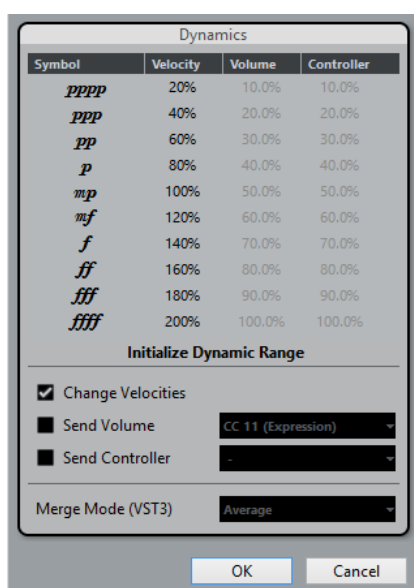 Dynamics
Symbol Velocity Volume Controller
pppp 20% 10.0% 10.0%
ppp 40% 20.0% 20.0%
pp 60% 30.0% 30.0%
p 80% 40.0% 40.0%
mp 100% 50.0% 50.0%
mf 120% 60.0% 60.0%
f 140% 70.0% 70.0%
ff 160% 80.0% 80.0%
fff 180% 90.0% 90.0%
ffff 200% 100.0% 100.0%
Initialize Dynamic Range
Change Velocities
Send Volume CC 11 (Expression)
Send Controller -
Merge Mode (VST3) Average
OK Cancel